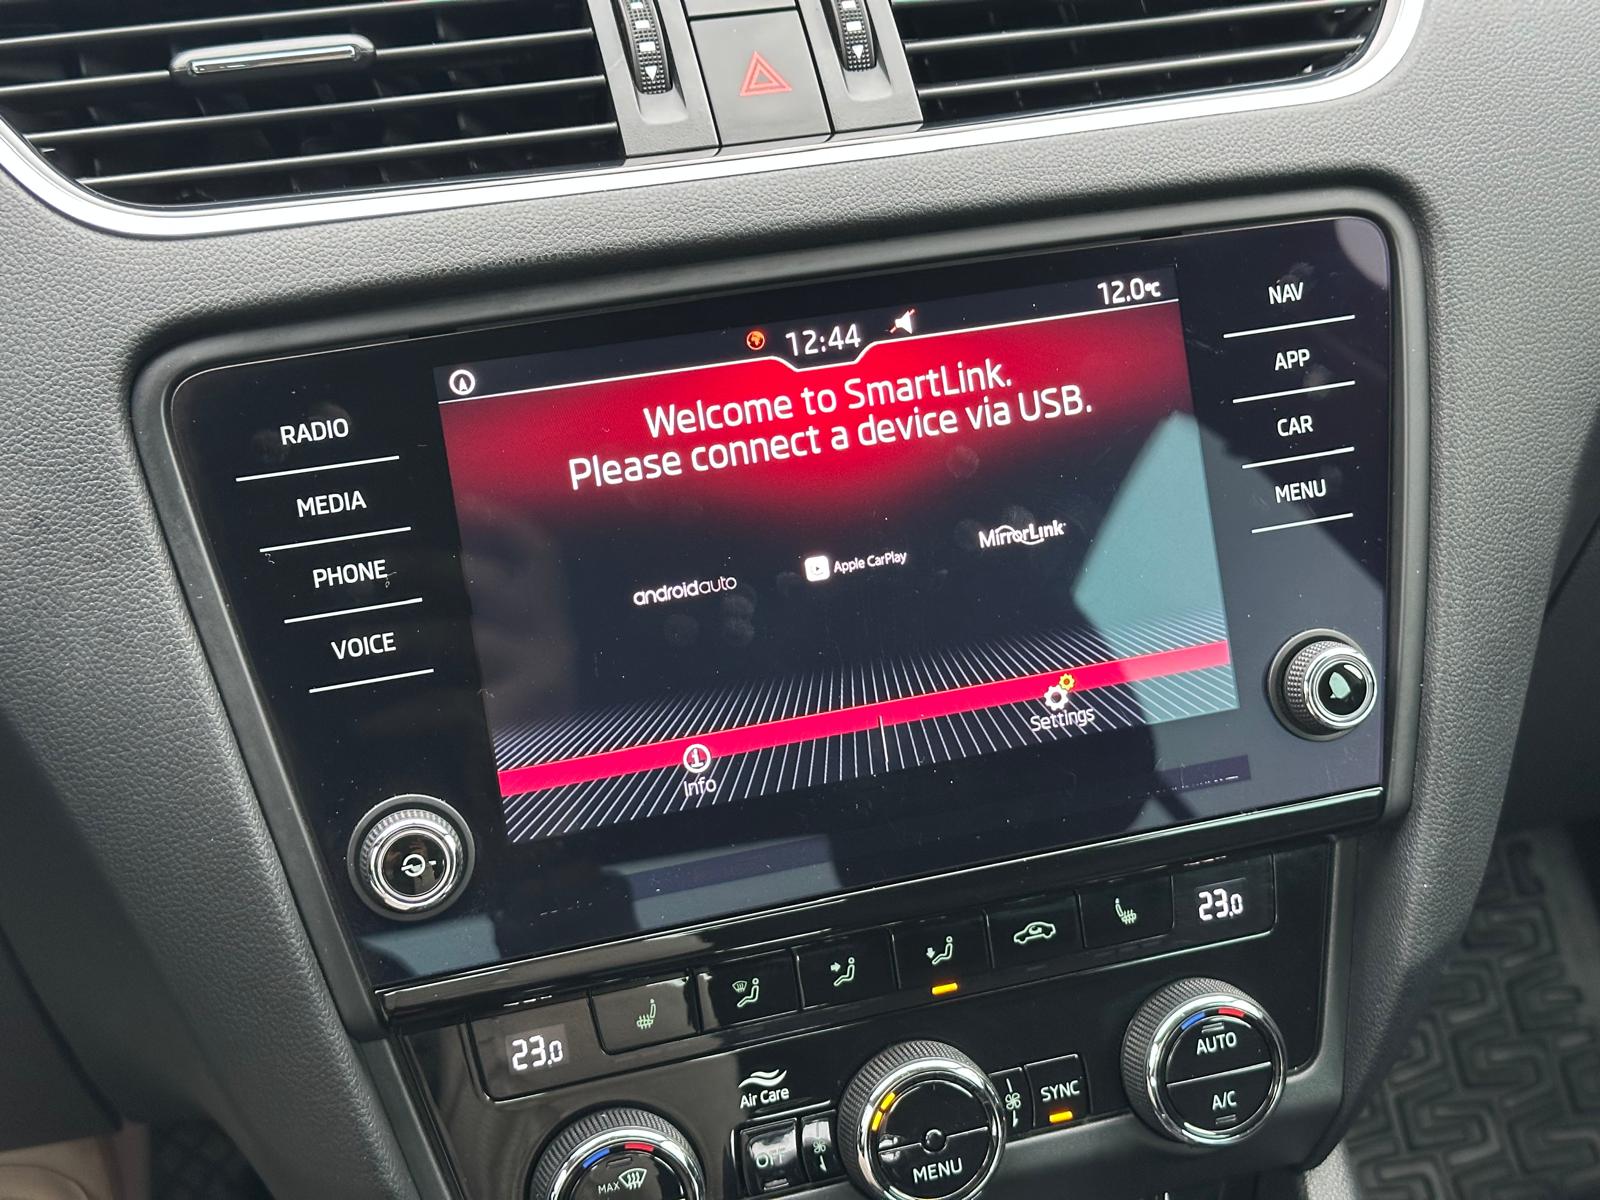 12:44
12.0°C
Welcome to SmartLink.
Please connect a device via USB.
androidauto
Apple CarPlay
MirrorLink
Info
Settings
RADIO
MEDIA
PHONE
VOICE
NAV
APP
CAR
MENU
23.0
23.0
Air Care
OFF
MAX
MENU
SYNC
AUTO
A/C